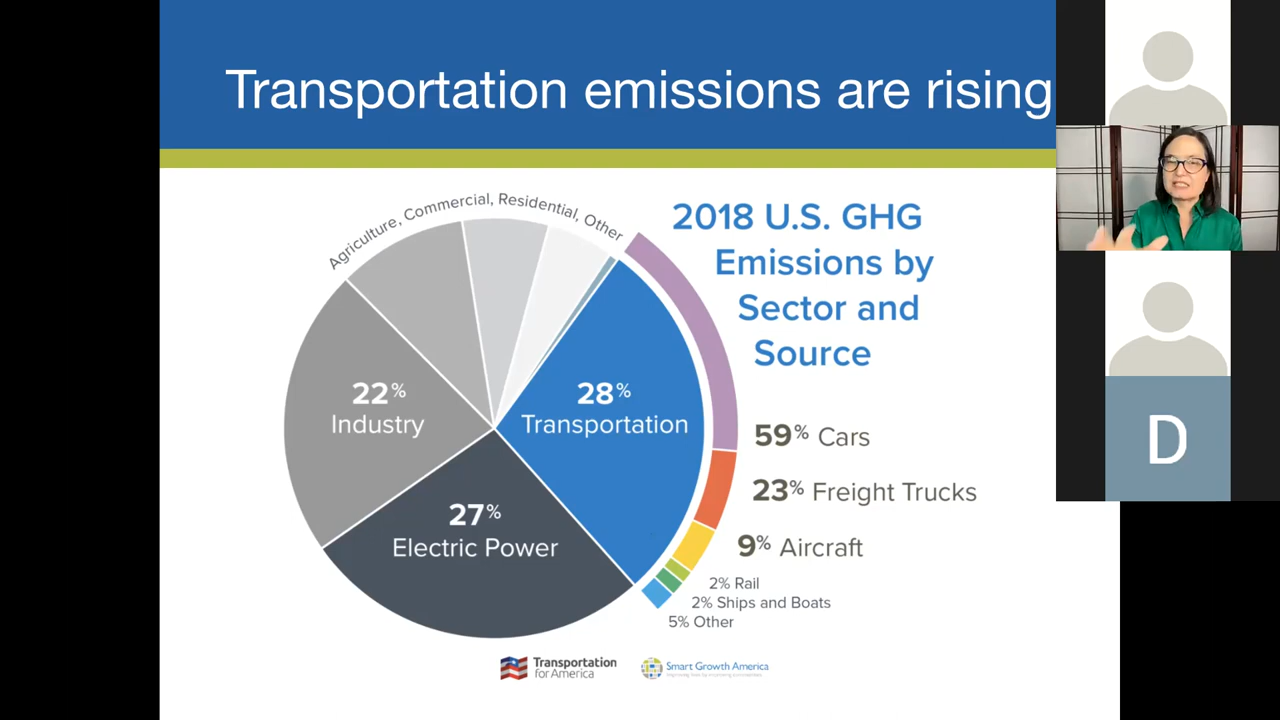 Transportation emissions are rising
Agriculture, Commercial, Residential, Other
2018 U.S. GHG
Emissions by
Sector and
Source
22%
Industry
28%
Transportation
27%
Electric Power
59% Cars
23% Freight Trucks
9% Aircraft
2% Rail
2% Ships and Boats
5% Other
Transportation
for America
Smart Growth America
D